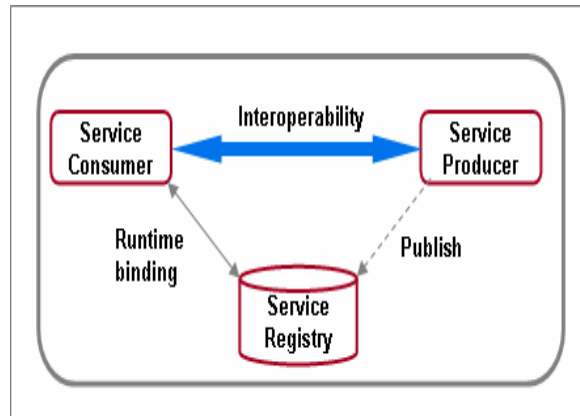 Interoperability
Service
Consumer
Service
Producer
Runtime
binding
Publish
Service
Registry